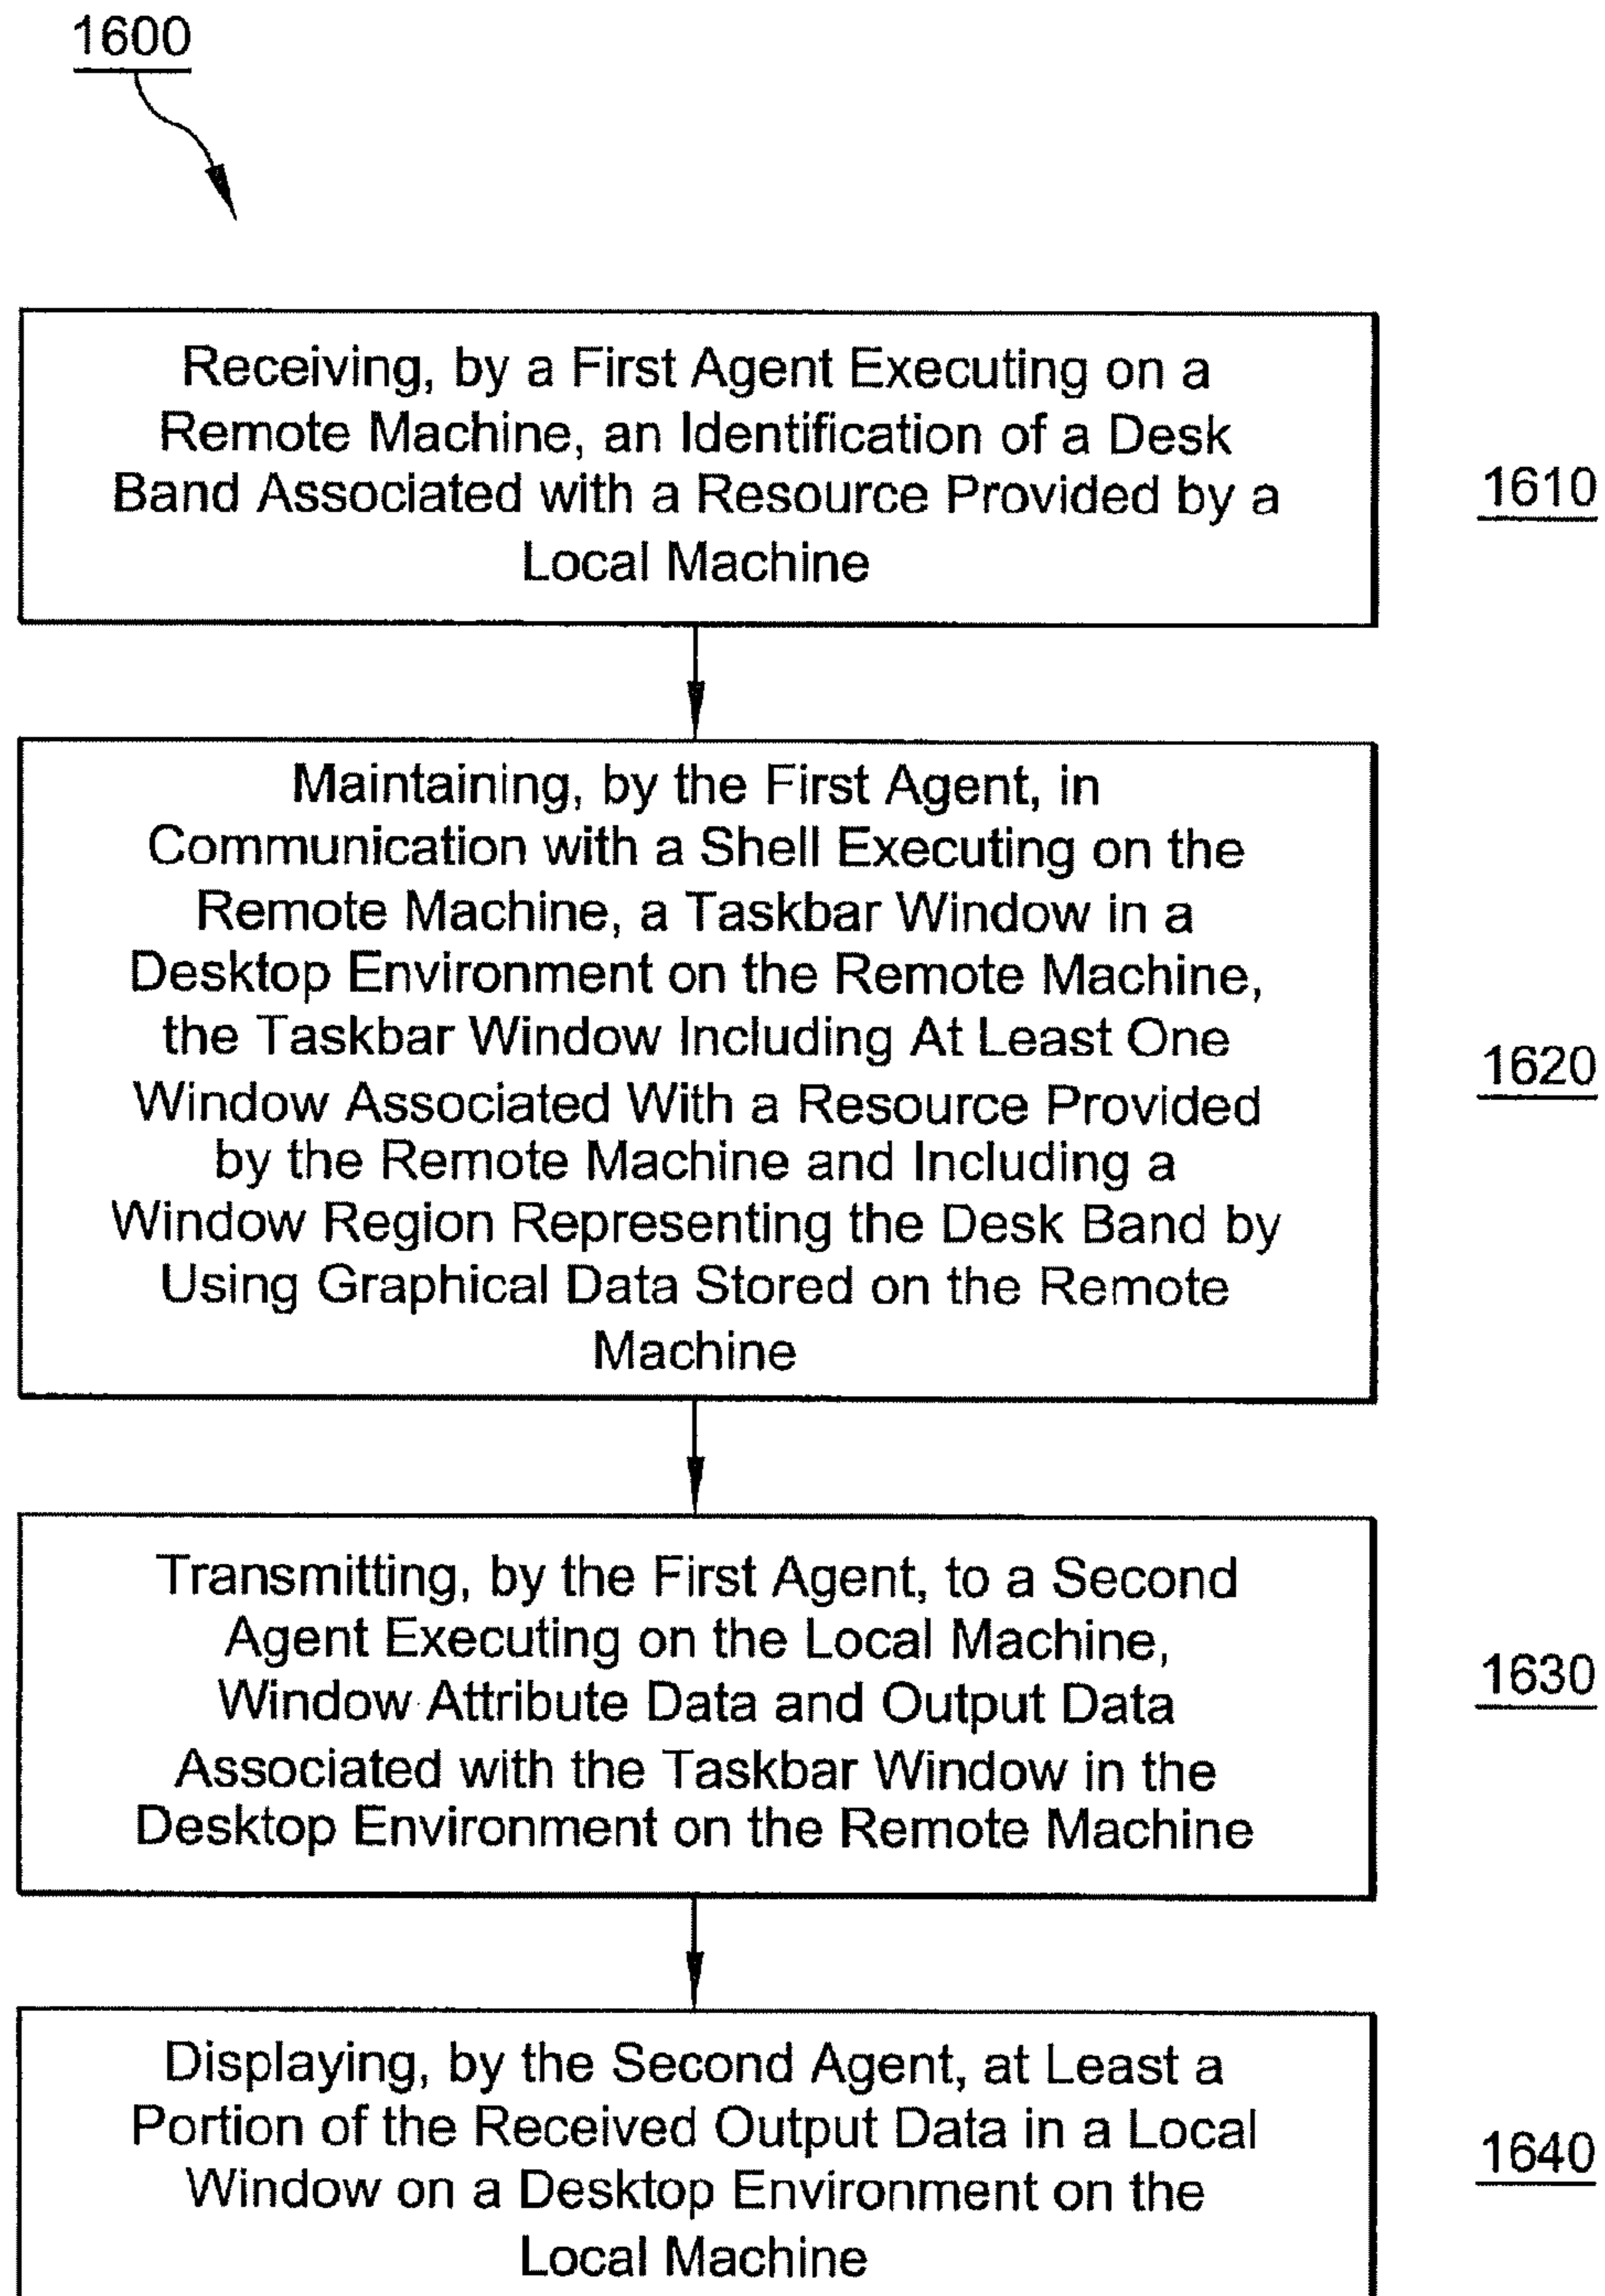 1600
Receiving, by a First Agent Executing on a
Remote Machine, an Identification of a Desk
Band Associated with a Resource Provided by a
Local Machine
1610
Maintaining, by the First Agent, in
Communication with a Shell Executing on the
Remote Machine, a Taskbar Window in a
Desktop Environment on the Remote Machine,
the Taskbar Window Including At Least One
Window Associated With a Resource Provided
by the Remote Machine and Including a
Window Region Representing the Desk Band by
Using Graphical Data Stored on the Remote
Machine
1620
Transmitting, by the First Agent, to a Second
Agent Executing on the Local Machine,
Window Attribute Data and Output Data
Associated with the Taskbar Window in the
Desktop Environment on the Remote Machine
1630
Displaying, by the Second Agent, at Least a
Portion of the Received Output Data in a Local
Window on a Desktop Environment on the
Local Machine
1640